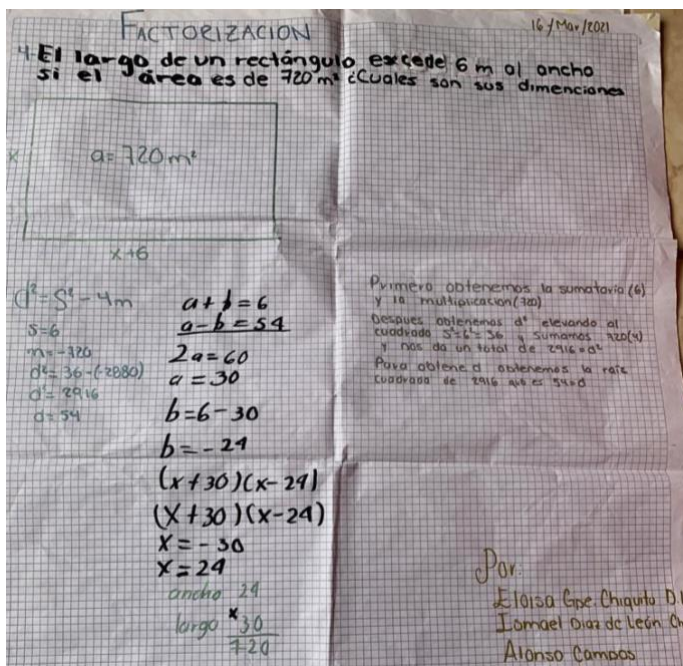 FACTORIZACION
16/Mar/2021
4. El largo de un rectángulo excede 6 m al ancho
si el área es de 720 m² ¿Cuales son sus dimenciones
x
a= 720 m²
x+6
d²= S² - 4m
s=6
m=-720
d²= 36-(-2880)
d²= 2916
d= 54
a+b=6
a-b=54
2a=60
a=30
b=6-30
b=-24
(x+30)(x-24)
(x+30)(x-24)
x=-30
x=24
ancho 24
largo x 30
720
Primero obtenemos la sumatoria (6)
y la multiplicacion (720)
Despues obtenemos d² elevando al
cuadrado S²=6²=36 y sumamos 720(4)
y nos da un total de 2916=d²
Para obtene d obtenemos la raiz
cuadrada de 2916 que es 54=d
Por:
Eloisa Gpe. Chiquito D.
Ismael Diaz de León Ch
Alonso Campos